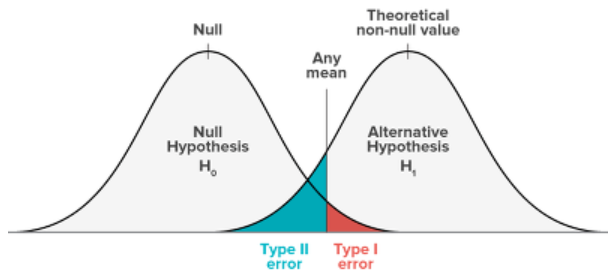 Null
Theoretical
non-null value
Any
mean
Null
Hypothesis
H₀
Alternative
Hypothesis
H₁
Type II
error
Type I
error